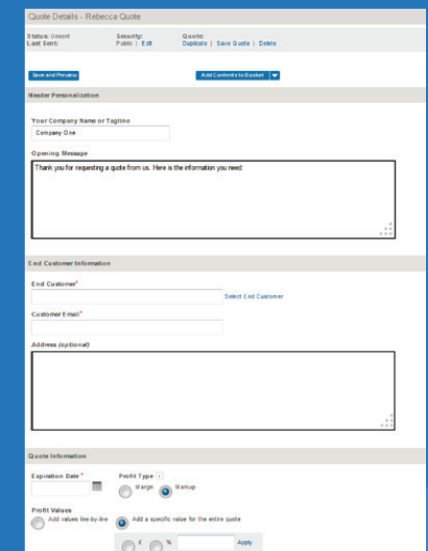 Quote Details - Rebecca Quote
Status: Unsent
Security:
Quote:
Last Sent:
Public | Edit
Duplicate | Save Quote | Delete
Save and Preview
Add Contents to Basket
Header Personalization
Your Company Name or Tagline
Company One
Opening Message
Thank you for requesting a quote from us. Here is the information you need:
End Customer Information
End Customer*
Select End Customer
Customer Email*
Address (optional)
Quote Information
Expiration Date *
Profit Type
Margin
Markup
Profit Values
Add values line-by-line
Add a specific value for the entire quote
£
%
Apply